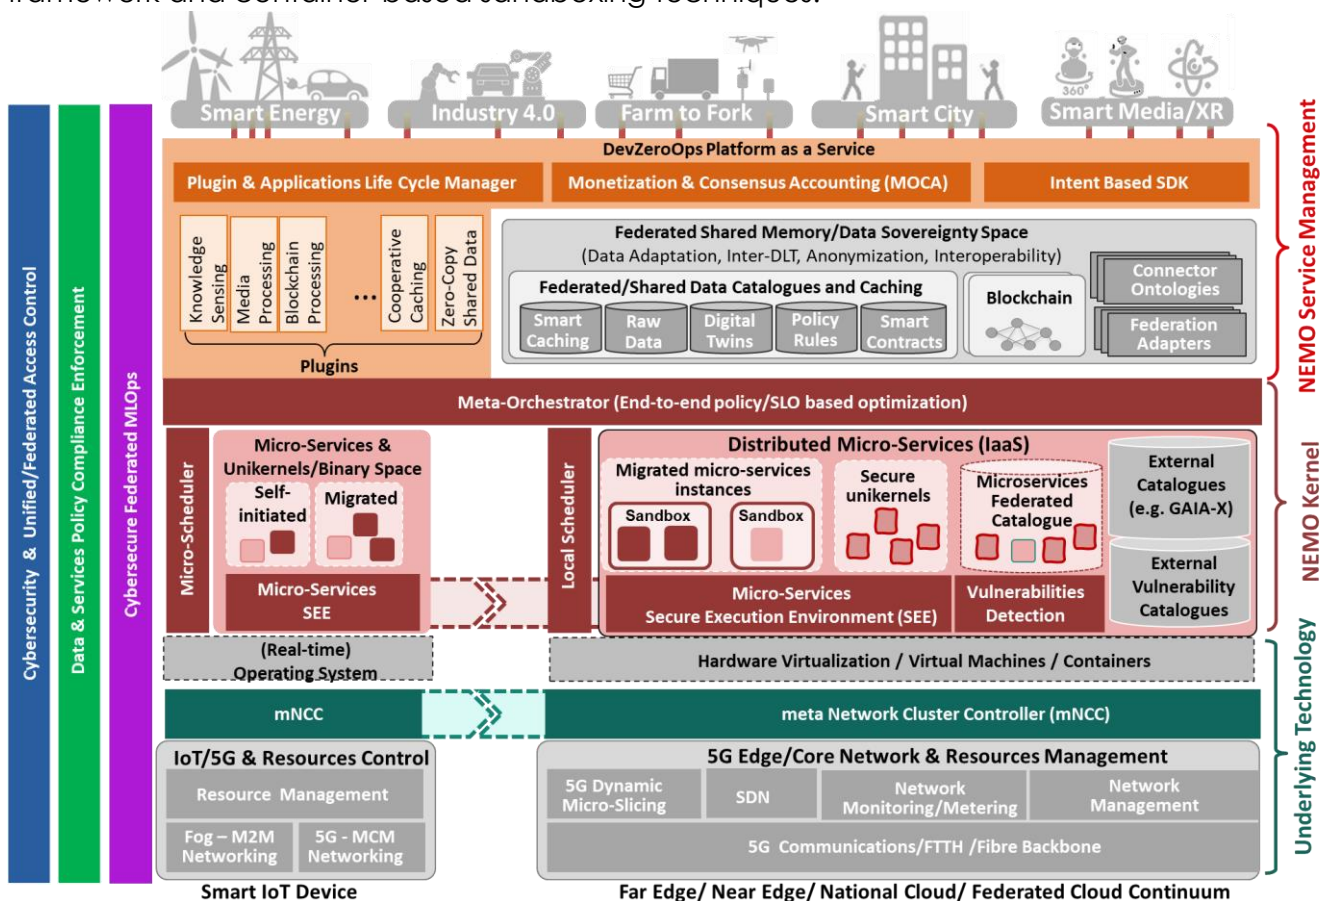 framework and container based sandboxing techniques.
360°
Smart Energy
Industry 4.0
Farm to Fork
Smart City
Smart Media/XR
DevZeroOps Platform as a Service
Plugin & Applications Life Cycle Manager
Monetization & Consensus Accounting (MOCA)
Intent Based SDK
Knowledge
Sensing
Media
Processing
Blockchain
Processing
...
Cooperative
Caching
Zero-Copy
Shared Data
Plugins
Federated Shared Memory/Data Sovereignty Space
(Data Adaptation, Inter-DLT, Anonymization, Interoperability)
Federated/Shared Data Catalogues and Caching
Smart
Caching
Raw
Data
Digital
Twins
Policy
Rules
Smart
Contracts
Blockchain
Connector
Ontologies
Federation
Adapters
NEMO Service Management
Cybersecurity & Unified/Federated Access Control
Data & Services Policy Compliance Enforcement
Cybersecure Federated MLOps
Meta-Orchestrator (End-to-end policy/SLO based optimization)
Micro-Scheduler
Micro-Services &
Unikernels/Binary Space
Self-
initiated
Migrated
Micro-Services
SEE
Local Scheduler
Distributed Micro-Services (IaaS)
Migrated micro-services
instances
Sandbox
Sandbox
Secure
unikernels
Microservices
Federated
Catalogue
External
Catalogues
(e.g. GAIA-X)
External
Vulnerability
Catalogues
Micro-Services
Secure Execution Environment (SEE)
Vulnerabilities
Detection
NEMO Kernel
(Real-time)
Operating System
Hardware Virtualization / Virtual Machines / Containers
mNCC
meta Network Cluster Controller (mNCC)
IoT/5G & Resources Control
Resource Management
Fog – M2M
Networking
5G - MCM
Networking
5G Edge/Core Network & Resources Management
5G Dynamic
Micro-Slicing
SDN
Network
Monitoring/Metering
Network
Management
5G Communications/FTTH /Fibre Backbone
Underlying Technology
Smart IoT Device
Far Edge/ Near Edge/ National Cloud/ Federated Cloud Continuum